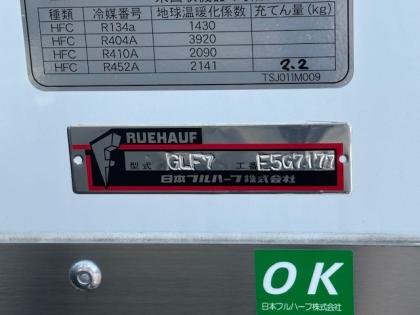 種類 冷媒番号 地球温暖化係数 充てん量(kg)
HFC R134a 1430
HFC R404A 3920
HFC R410A 2090
HFC R452A 2141 2.2
TSJ011M009
RUEHAUF
型式 GLF7 工番 E5G7177
日本フルハーフ株式会社
OK
日本フルハーフ株式会社